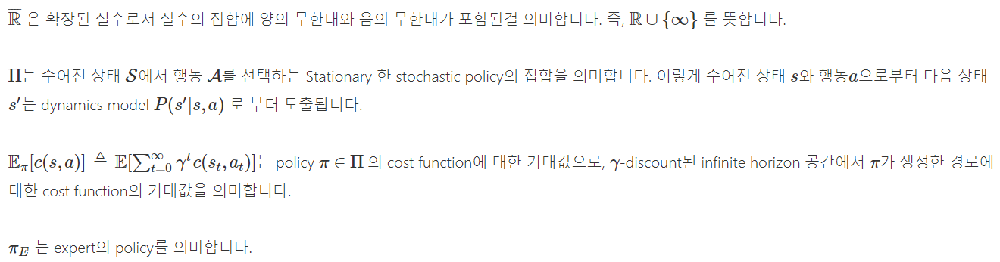 $\overline{\mathbb{R}}$ 은 확장된 실수로서 실수의 집합에 양의 무한대와 음의 무한대가 포함된걸 의미합니다. 즉, $\mathbb{R} \cup \{\infty\}$ 를 뜻합니다.
$\Pi$는 주어진 상태 $\mathcal{S}$에서 행동 $\mathcal{A}$를 선택하는 Stationary 한 stochastic policy의 집합을 의미합니다. 이렇게 주어진 상태 $s$와 행동$a$으로부터 다음 상태
$s'$는 dynamics model $P(s'|s,a)$ 로 부터 도출됩니다.
$\mathbb{E}_\pi[c(s,a)] \triangleq \mathbb{E}[\sum_{t=0}^{\infty} \gamma^t c(s_t,a_t)]$는 policy $\pi \in \Pi$ 의 cost function에 대한 기대값으로, $\gamma$-discount된 infinite horizon 공간에서 $\pi$가 생성한 경로에
대한 cost function의 기대값을 의미합니다.
$\pi_E$ 는 expert의 policy를 의미합니다.